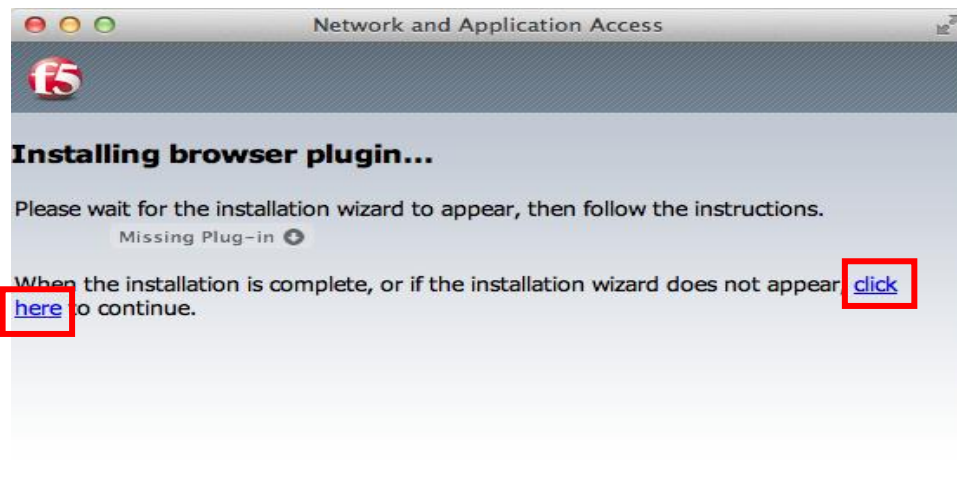 Network and Application Access
f5
Installing browser plugin...
Please wait for the installation wizard to appear, then follow the instructions.
Missing Plug-in
When the installation is complete, or if the installation wizard does not appear, click
here to continue.